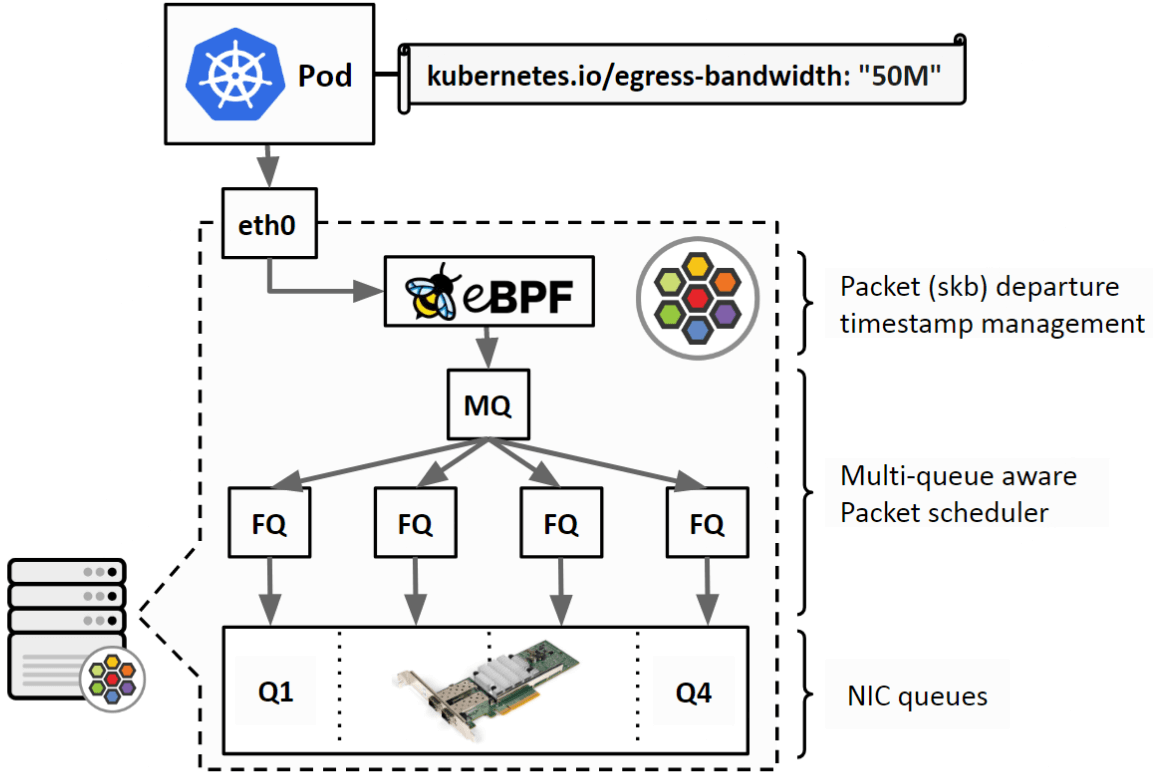 Pod
kubernetes.io/egress-bandwidth: "50M"
eth0
eBPF
Packet (skb) departure
timestamp management
MQ
Multi-queue aware
Packet scheduler
FQ
FQ
FQ
FQ
Q1
Q4
NIC queues